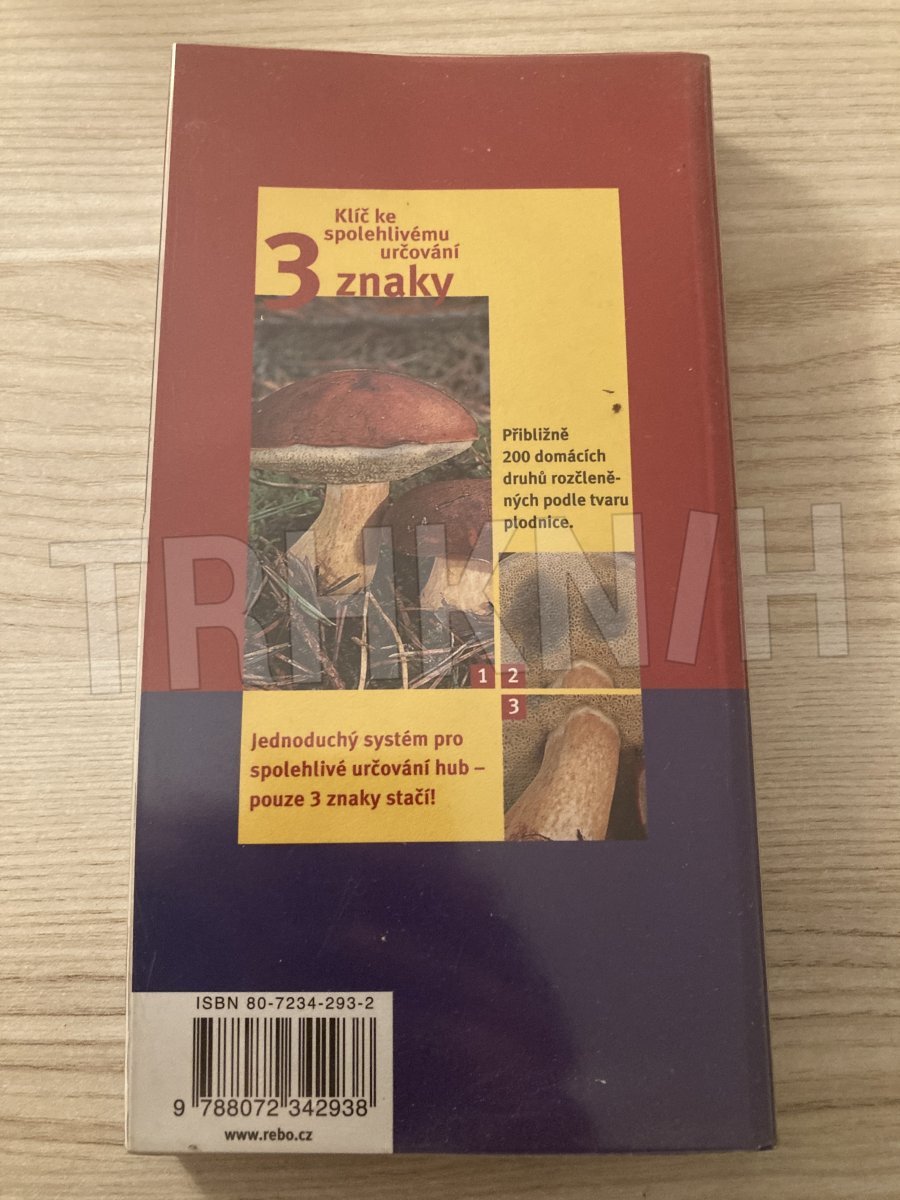 Klíč ke
spolehlivému
určování
3 znaky
Přibližně
200 domácích
druhů rozčleně-
ných podle tvaru
plodnice.
TRHKNIH
1 2
3
Jednoduchý systém pro
spolehlivé určování hub –
pouze 3 znaky stačí!
ISBN 80-7234-293-2
9 788072 342938
www.rebo.cz